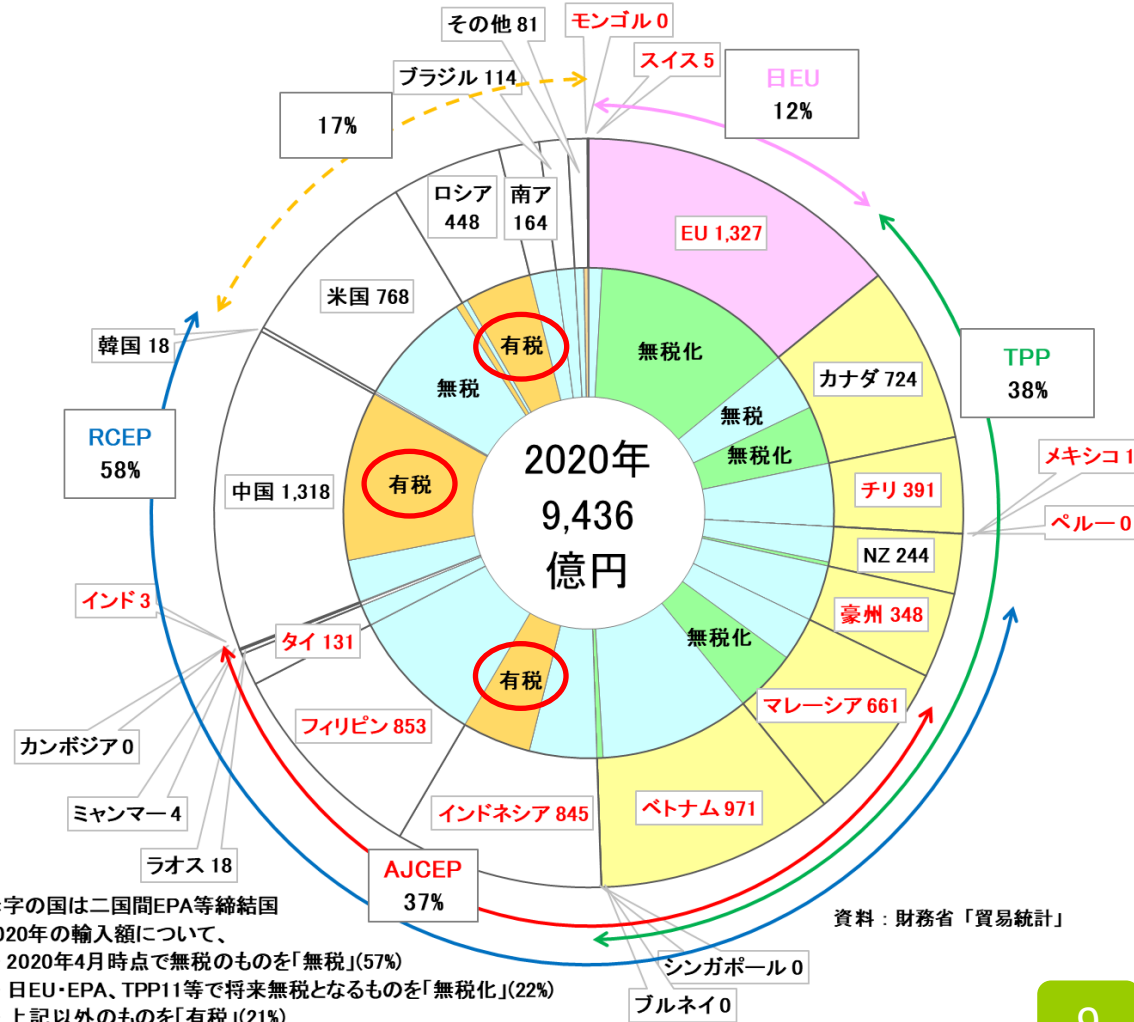 その他 81
モンゴル 0
スイス 5
ブラジル 114
日EU
12%
17%
ロシア
448
南ア
164
EU 1,327
米国 768
有税
無税化
カナダ 724
TPP
38%
韓国 18
無税
無税
無税化
RCEP
58%
中国 1,318
有税
2020年
9,436
億円
チリ 391
メキシコ 1
ペルー 0
NZ 244
インド 3
タイ 131
無税化
豪州 348
有税
フィリピン 853
マレーシア 661
カンボジア 0
ミャンマー 4
インドネシア 845
ベトナム 971
ラオス 18
AJCEP
37%
字の国は二国間EPA等締結国
020年の輸入額について、
2020年4月時点で無税のものを「無税」(57%)
日EU・EPA、TPP11等で将来無税となるものを「無税化」(22%)
上記以外のものを「有税」(21%)
資料：財務省「貿易統計」
シンガポール 0
ブルネイ 0
9